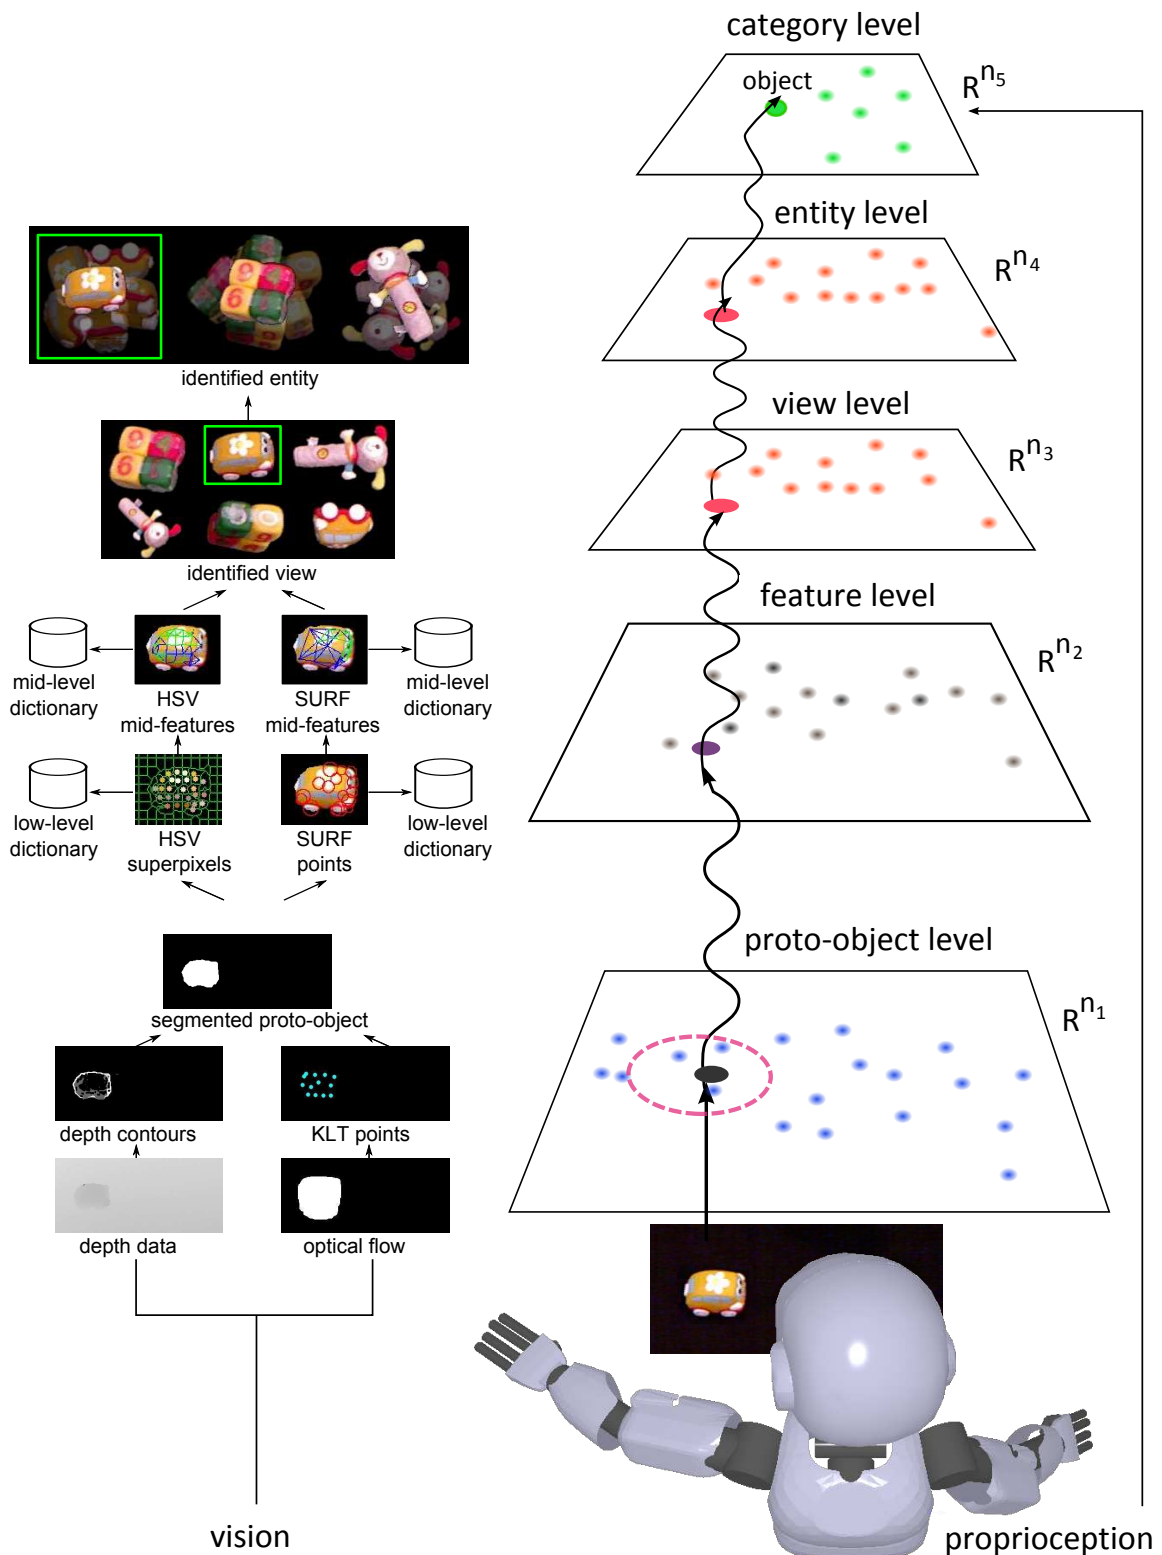 category level
object
R^n5
entity level
R^n4
identified entity
view level
R^n3
identified view
feature level
R^n2
mid-level
dictionary
HSV
mid-features
SURF
mid-features
mid-level
dictionary
low-level
dictionary
HSV
superpixels
SURF
points
low-level
dictionary
proto-object level
R^n1
segmented proto-object
depth contours
KLT points
depth data
optical flow
vision
proprioception